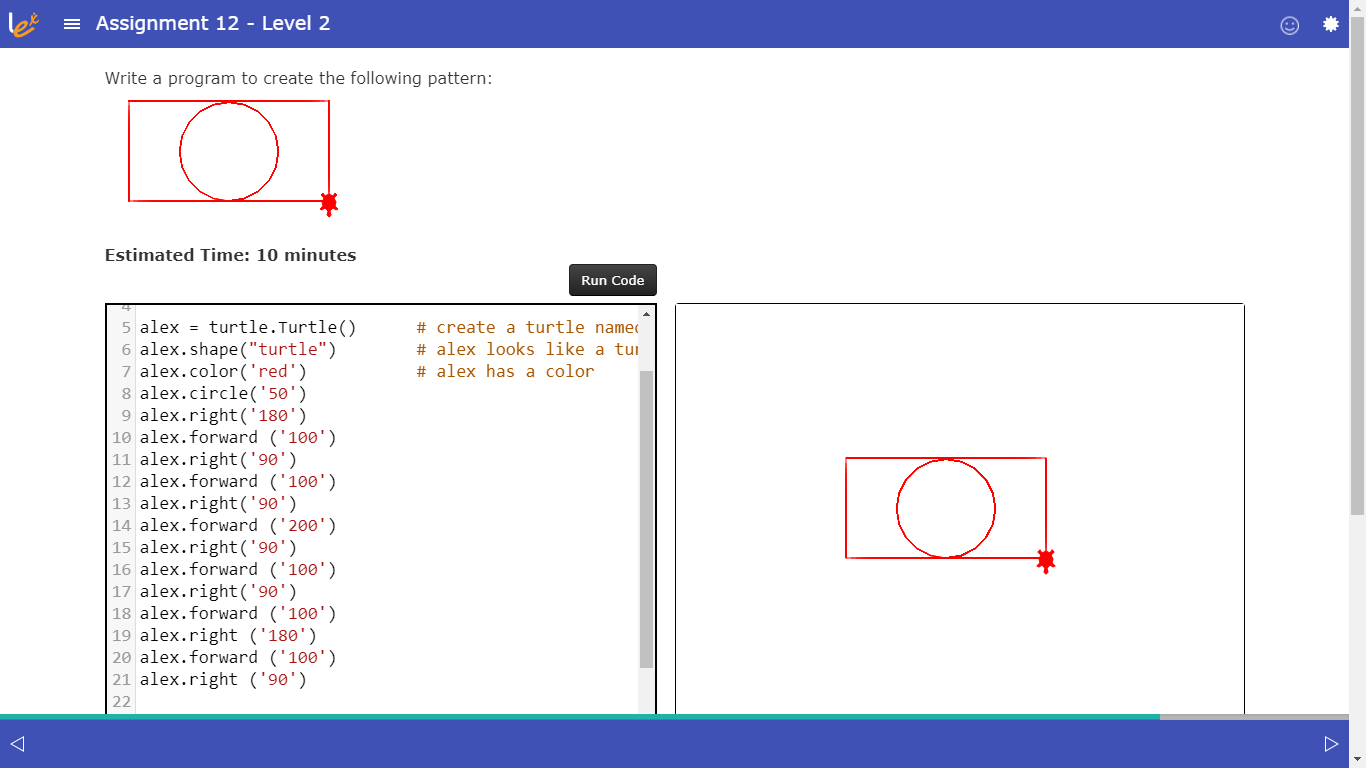 Lex
Assignment 12 - Level 2
Write a program to create the following pattern:
Estimated Time: 10 minutes
Run Code
5 alex = turtle.Turtle() # create a turtle named
6 alex.shape("turtle") # alex looks like a tur
7 alex.color('red') # alex has a color
8 alex.circle('50')
9 alex.right('180')
10 alex.forward ('100')
11 alex.right('90')
12 alex.forward ('100')
13 alex.right('90')
14 alex.forward ('200')
15 alex.right('90')
16 alex.forward ('100')
17 alex.right('90')
18 alex.forward ('100')
19 alex.right ('180')
20 alex.forward ('100')
21 alex.right ('90')
22